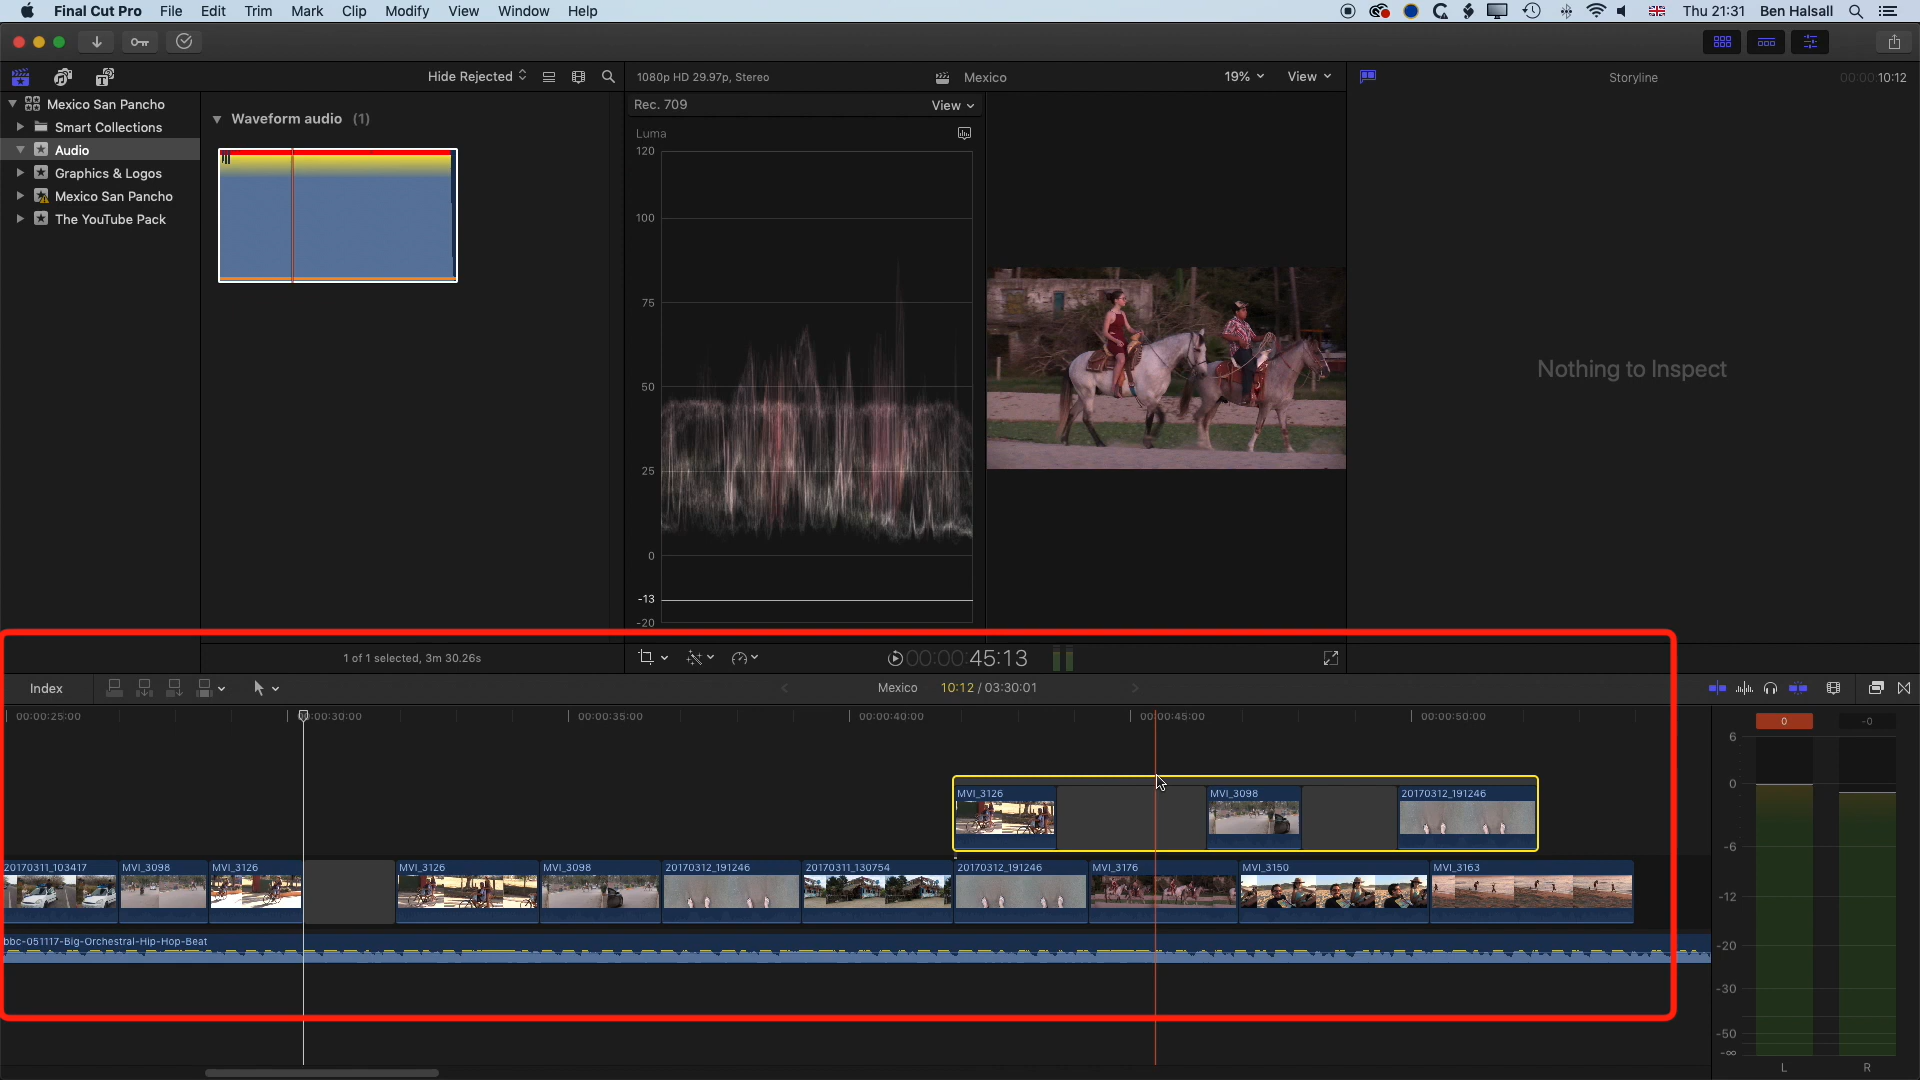 Final Cut Pro File Edit Trim Mark Clip Modify View Window Help Thu 21:31 Ben Halsall
Hide Rejected
1080p HD 29.97p, Stereo Mexico 19% View
Storyline 00:00:10:12
Mexico San Pancho
Smart Collections
Audio
Graphics & Logos
Mexico San Pancho
The YouTube Pack
Waveform audio (1)
Rec. 709 View
Luma
120
100
75
50
25
0
-13
-20
Nothing to Inspect
1 of 1 selected, 3m 30.26s
00:00:45:13
Index
Mexico 10:12 / 03:30:01
00:00:25:00 00:00:30:00 00:00:35:00 00:00:40:00 00:00:45:00 00:00:50:00
MVI_3126 MVI_3098 20170312_191246
20170311_103417 MVI_3098 MVI_3126 MVI_3126 MVI_3098 20170312_191246 20170311_130754 20170312_191246 MVI_3176 MVI_3150 MVI_3163
bbc-051117-Big-Orchestral-Hip-Hop-Beat
0 -0
6
0
-6
-12
-20
-30
-50
-∞
L R